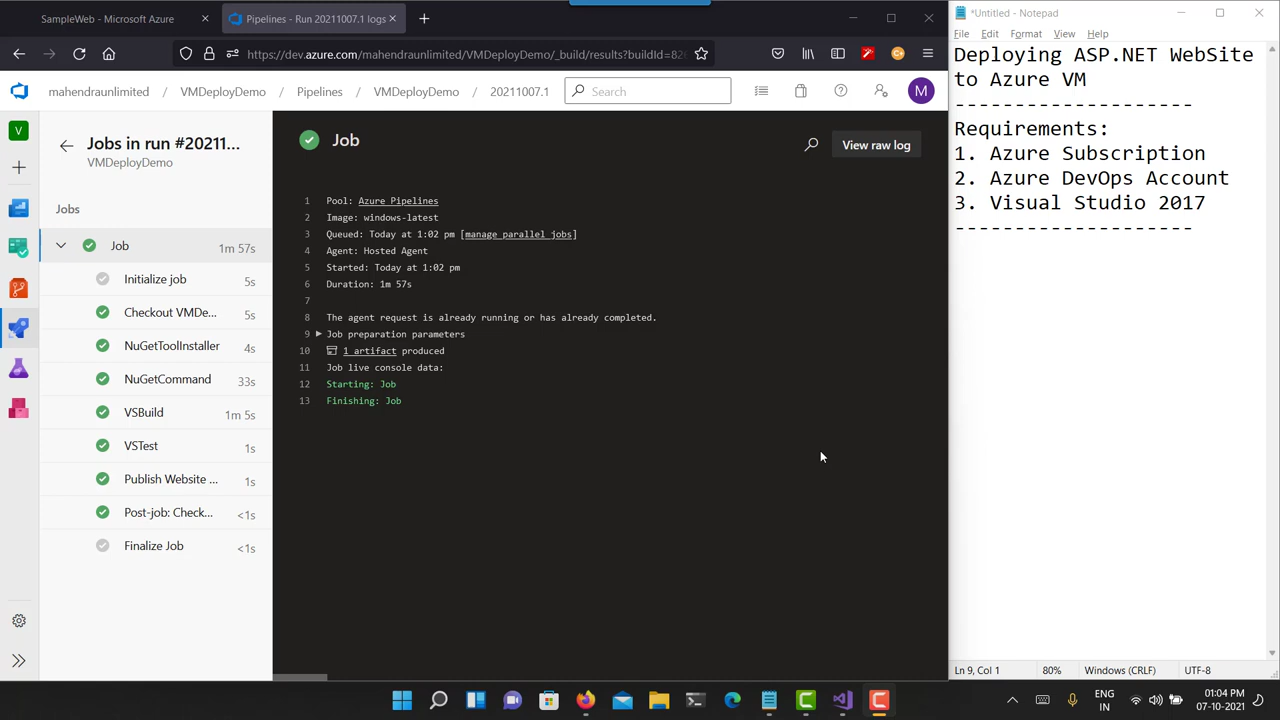 SampleWeb - Microsoft Azure
Pipelines - Run 20211007.1 logs
*Untitled - Notepad
https://dev.azure.com/mahendraunlimited/VMDeployDemo/_build/results?buildId=82
File Edit Format View Help
mahendraunlimited / VMDeployDemo / Pipelines / VMDeployDemo / 20211007.1
Search
M
V
Jobs in run #20211...
VMDeployDemo
Jobs
Job 1m 57s
Initialize job 5s
Checkout VMDe... 5s
NuGetToolInstaller 4s
NuGetCommand 33s
VSBuild 1m 5s
VSTest 1s
Publish Website ... 1s
Post-job: Check... <1s
Finalize Job <1s
Job
View raw log
1 Pool: Azure Pipelines
2 Image: windows-latest
3 Queued: Today at 1:02 pm [manage parallel jobs]
4 Agent: Hosted Agent
5 Started: Today at 1:02 pm
6 Duration: 1m 57s
7
8 The agent request is already running or has already completed.
9 Job preparation parameters
10 1 artifact produced
11 Job live console data:
12 Starting: Job
13 Finishing: Job
Deploying ASP.NET WebSite
to Azure VM
--------------------
Requirements:
1. Azure Subscription
2. Azure DevOps Account
3. Visual Studio 2017
--------------------
Ln 9, Col 1 80% Windows (CRLF) UTF-8
ENG
IN
01:04 PM
07-10-2021